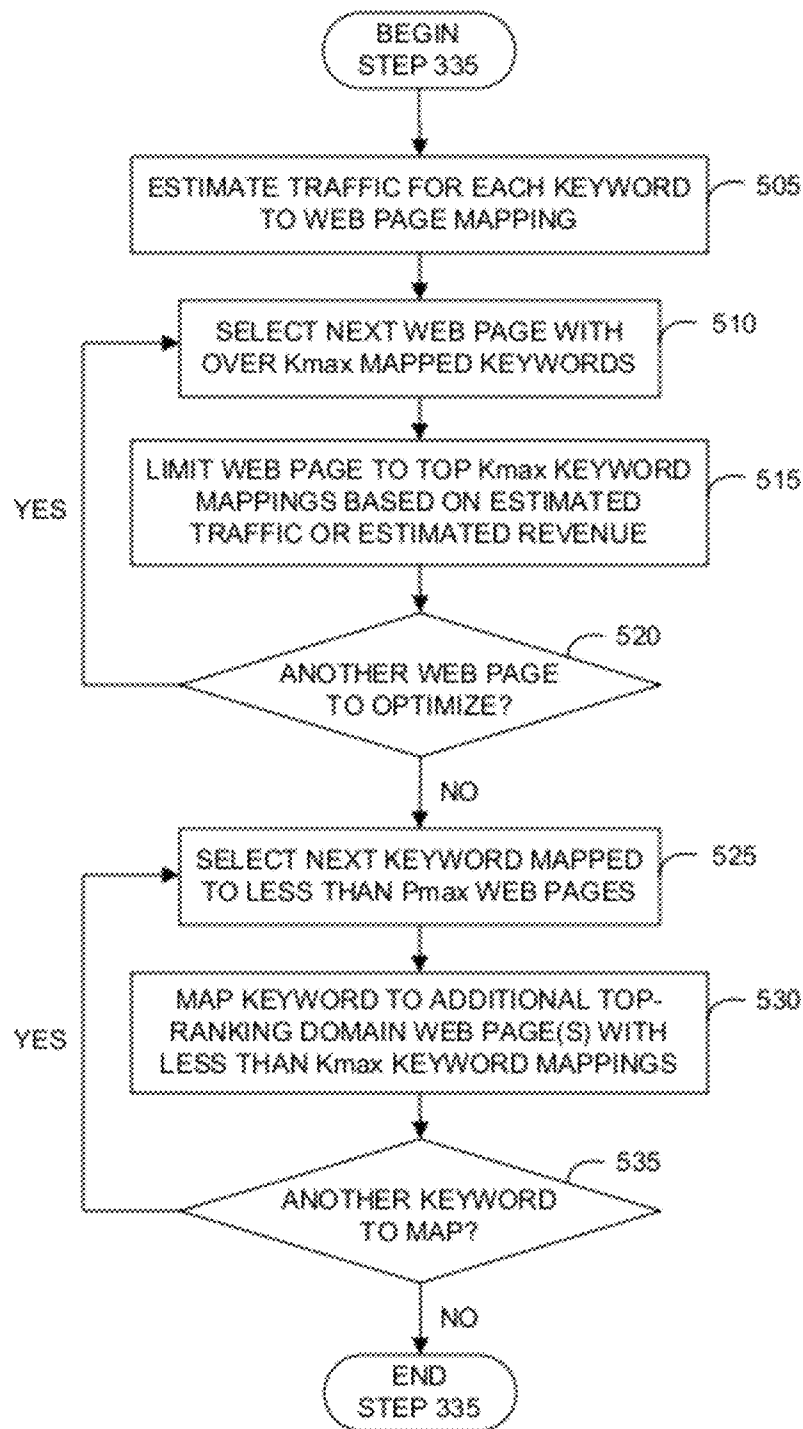 BEGIN
STEP 335
ESTIMATE TRAFFIC FOR EACH KEYWORD
TO WEB PAGE MAPPING
505
SELECT NEXT WEB PAGE WITH
OVER Kmax MAPPED KEYWORDS
510
LIMIT WEB PAGE TO TOP Kmax KEYWORD
MAPPINGS BASED ON ESTIMATED
TRAFFIC OR ESTIMATED REVENUE
515
YES
520
ANOTHER WEB PAGE
TO OPTIMIZE?
NO
SELECT NEXT KEYWORD MAPPED
TO LESS THAN Pmax WEB PAGES
525
MAP KEYWORD TO ADDITIONAL TOP-
RANKING DOMAIN WEB PAGE(S) WITH
LESS THAN Kmax KEYWORD MAPPINGS
530
YES
535
ANOTHER KEYWORD
TO MAP?
NO
END
STEP 335